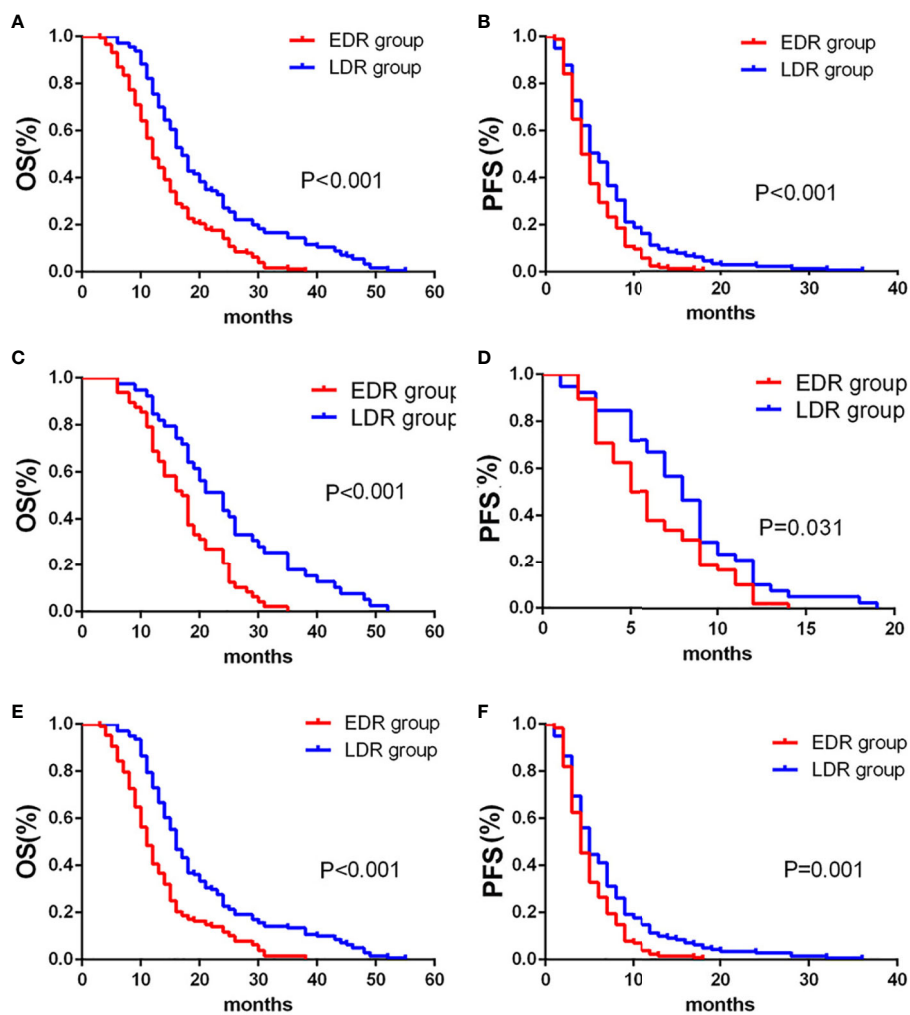 A
OS(%)
EDR group
LDR group
P<0.001
1.0
0.8
0.6
0.4
0.2
0.0
0 10 20 30 40 50 60
months
B
PFS(%)
EDR group
LDR group
P<0.001
1.0
0.8
0.6
0.4
0.2
0.0
0 10 20 30 40
months
C
OS(%)
EDR group
LDR group
P<0.001
1.0
0.8
0.6
0.4
0.2
0.0
0 10 20 30 40 50 60
months
D
PFS %)
EDR group
LDR group
P=0.031
1.0
0.8
0.6
0.4
0.2
0.0
0 5 10 15 20
months
E
OS(%)
EDR group
LDR group
P<0.001
1.0
0.8
0.6
0.4
0.2
0.0
0 10 20 30 40 50 60
months
F
PFS(%)
EDR group
LDR group
P=0.001
1.0
0.8
0.6
0.4
0.2
0.0
0 10 20 30 40
months